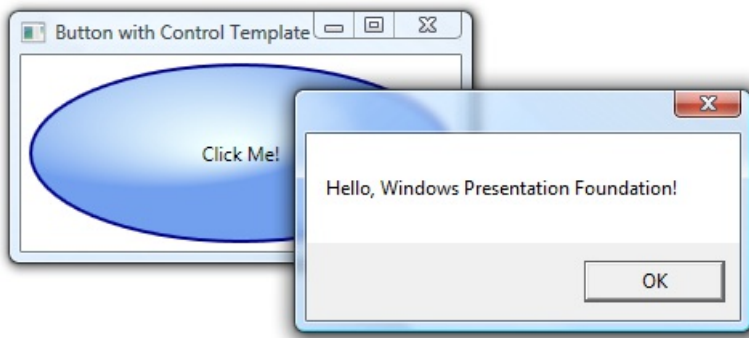 Button with Control Template
Click Me!
Hello, Windows Presentation Foundation!
OK